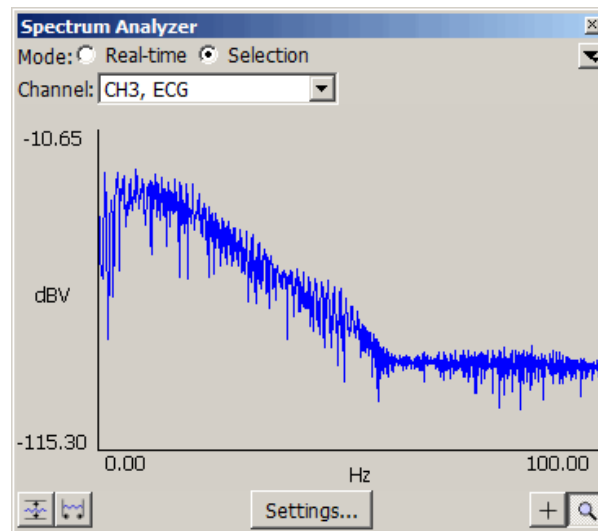 Spectrum Analyzer
Mode: Real-time Selection
Channel: CH3, ECG
-10.65
dBV
-115.30
0.00 100.00
Hz
Settings...